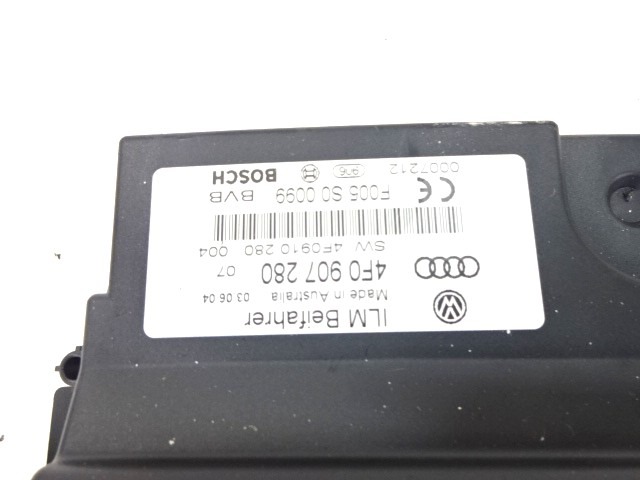 ILM Beifahrer
Made in Australia 03.06.04
4F0 907 280 07
SW 4F0910 280 004
F005 S0 0099 BVB
0007212 BOSCH